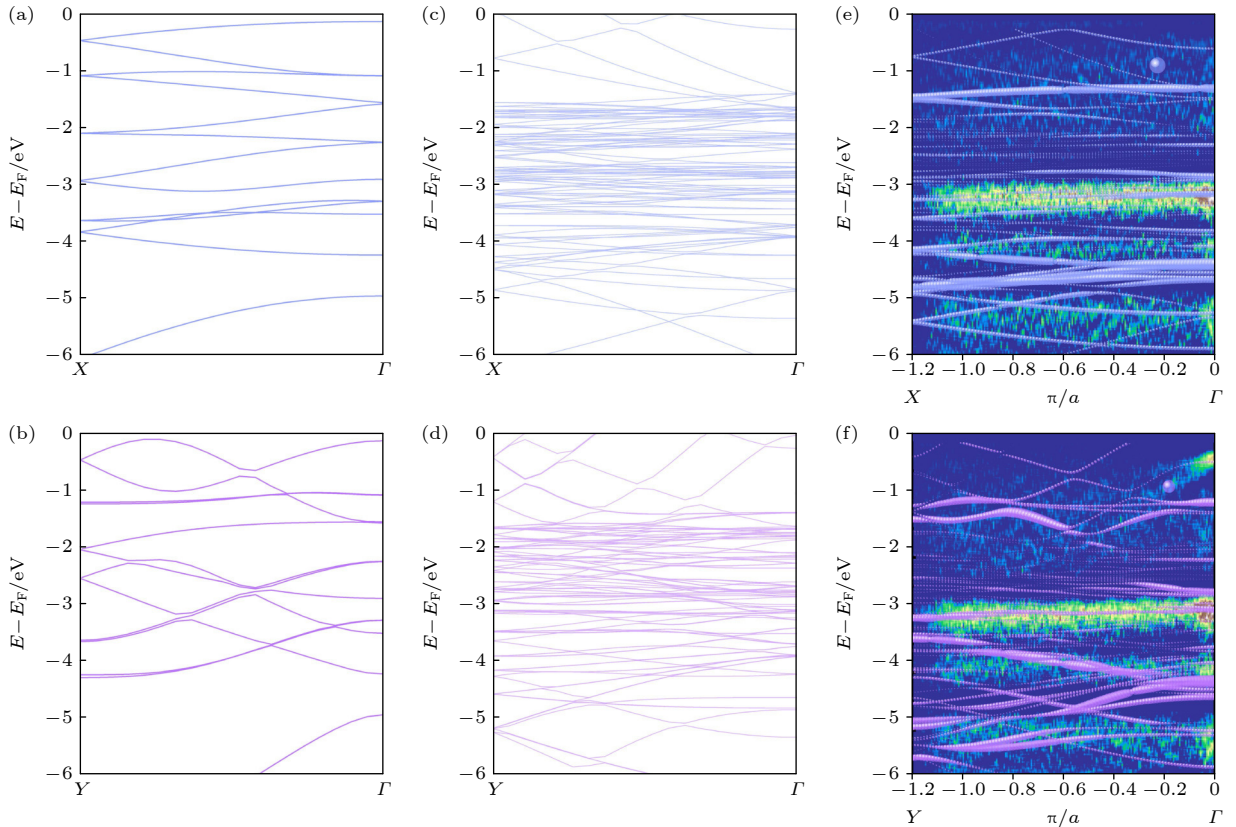 (a)
0
−1
−2
−3
−4
−5
−6
E−E_F/eV
X
Γ
(c)
0
−1
−2
−3
−4
−5
−6
E−E_F/eV
X
Γ
(e)
0
−1
−2
−3
−4
−5
−6
E−E_F/eV
−1.2 −1.0 −0.8 −0.6 −0.4 −0.2 0
X π/a Γ
(b)
0
−1
−2
−3
−4
−5
−6
E−E_F/eV
Y
Γ
(d)
0
−1
−2
−3
−4
−5
−6
E−E_F/eV
Y
Γ
(f)
0
−1
−2
−3
−4
−5
−6
E−E_F/eV
−1.2 −1.0 −0.8 −0.6 −0.4 −0.2 0
Y π/a Γ